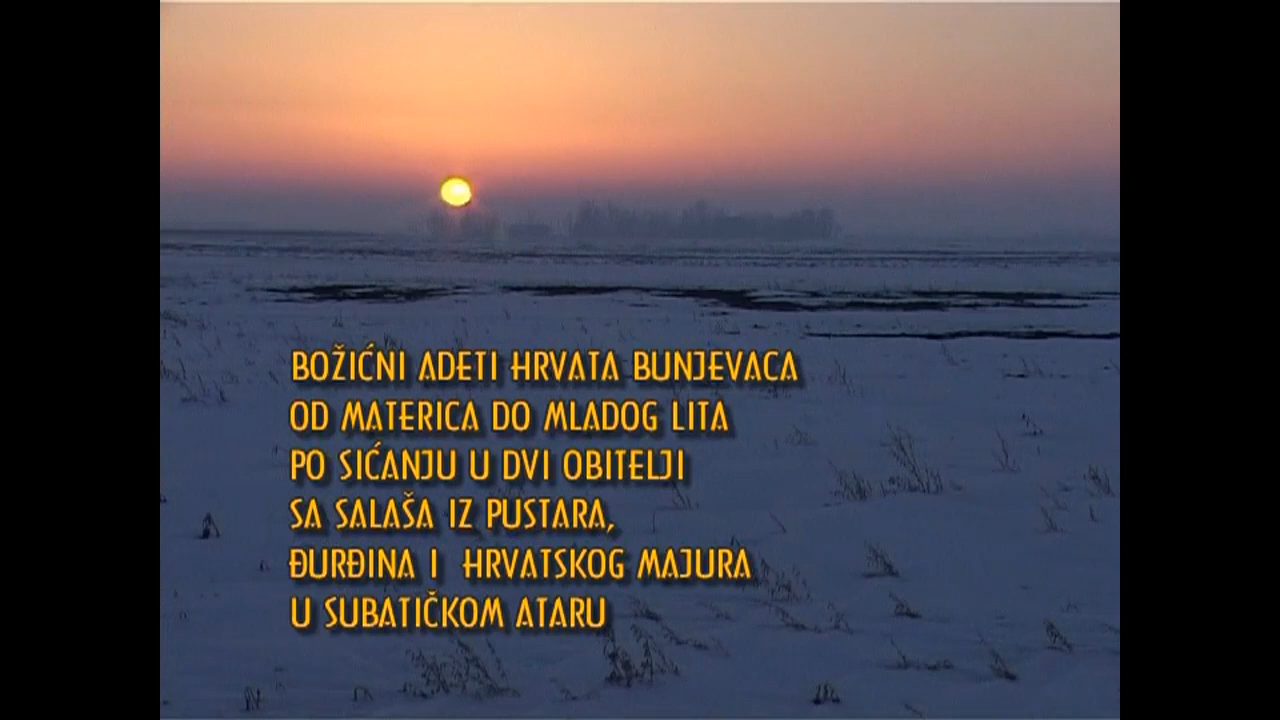 BOŽIĆNI ADETI HRVATA BUNJEVACA
OD MATERICA DO MLADOG LITA
PO SIĆANJU U DVI OBITELJI
SA SALAŠA IZ PUSTARA,
ĐURĐINA I HRVATSKOG MAJURA
U SUBATIČKOM ATARU